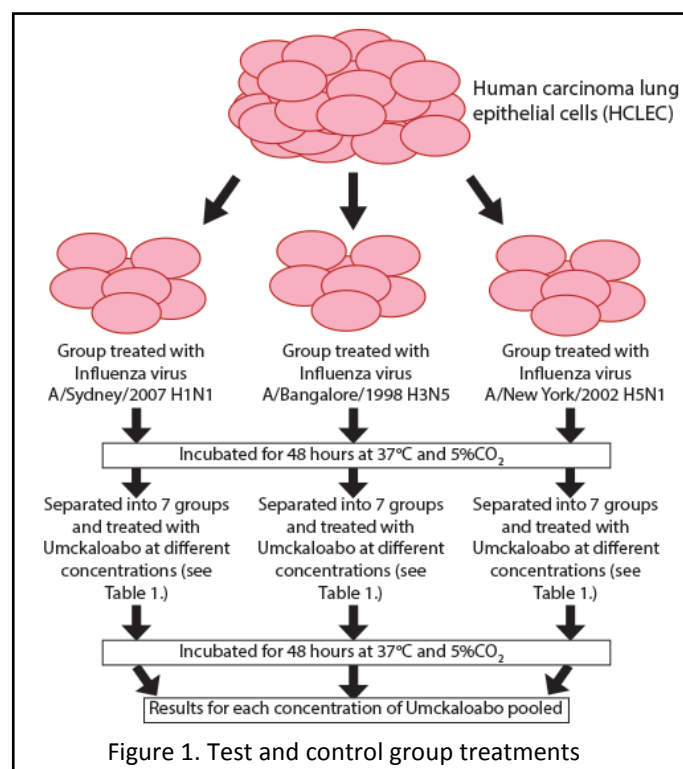 Human carcinoma lung
epithelial cells (HCLEC)
Group treated with
Influenza virus
A/Sydney/2007 H1N1
Group treated with
Influenza virus
A/Bangalore/1998 H3N5
Group treated with
Influenza virus
A/New York/2002 H5N1
Incubated for 48 hours at 37ºC and 5%CO₂
Separated into 7 groups
and treated with
Umckaloabo at different
concentrations (see
Table 1.)
Separated into 7 groups
and treated with
Umckaloabo at different
concentrations (see
Table 1.)
Separated into 7 groups
and treated with
Umckaloabo at different
concentrations (see
Table 1.)
Incubated for 48 hours at 37ºC and 5%CO₂
Results for each concentration of Umckaloabo pooled
Figure 1. Test and control group treatments